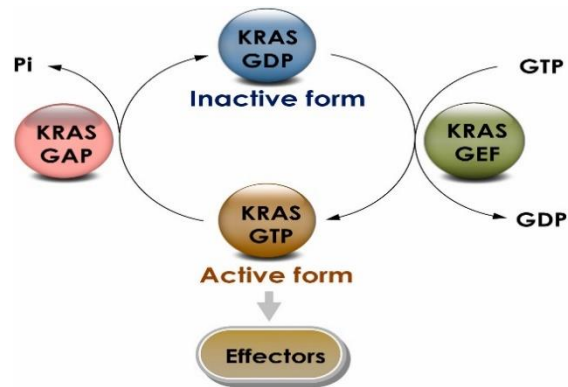 KRAS
GDP
Inactive form
Pi
GTP
KRAS
GAP
KRAS
GEF
KRAS
GTP
GDP
Active form
Effectors